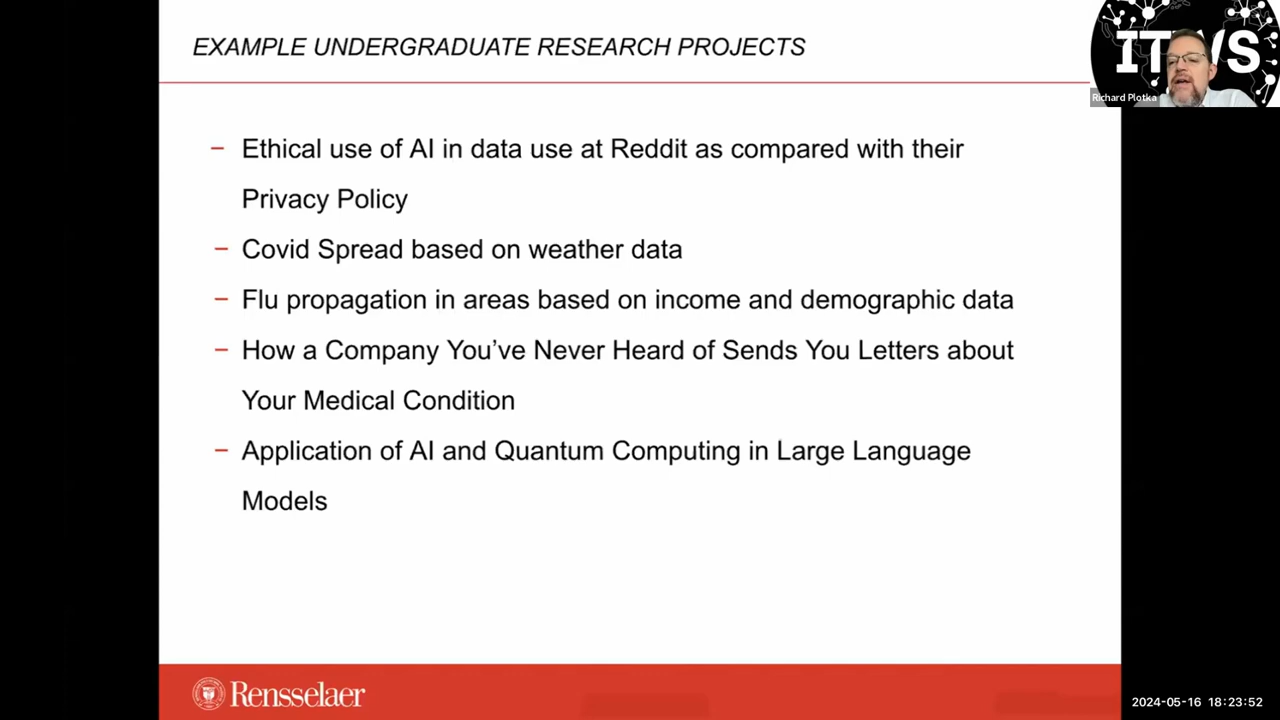 EXAMPLE UNDERGRADUATE RESEARCH PROJECTS
ITWS
Richard Plotka
– Ethical use of AI in data use at Reddit as compared with their
Privacy Policy
– Covid Spread based on weather data
– Flu propagation in areas based on income and demographic data
– How a Company You’ve Never Heard of Sends You Letters about
Your Medical Condition
– Application of AI and Quantum Computing in Large Language
Models
Rensselaer
2024-05-16 18:23:52